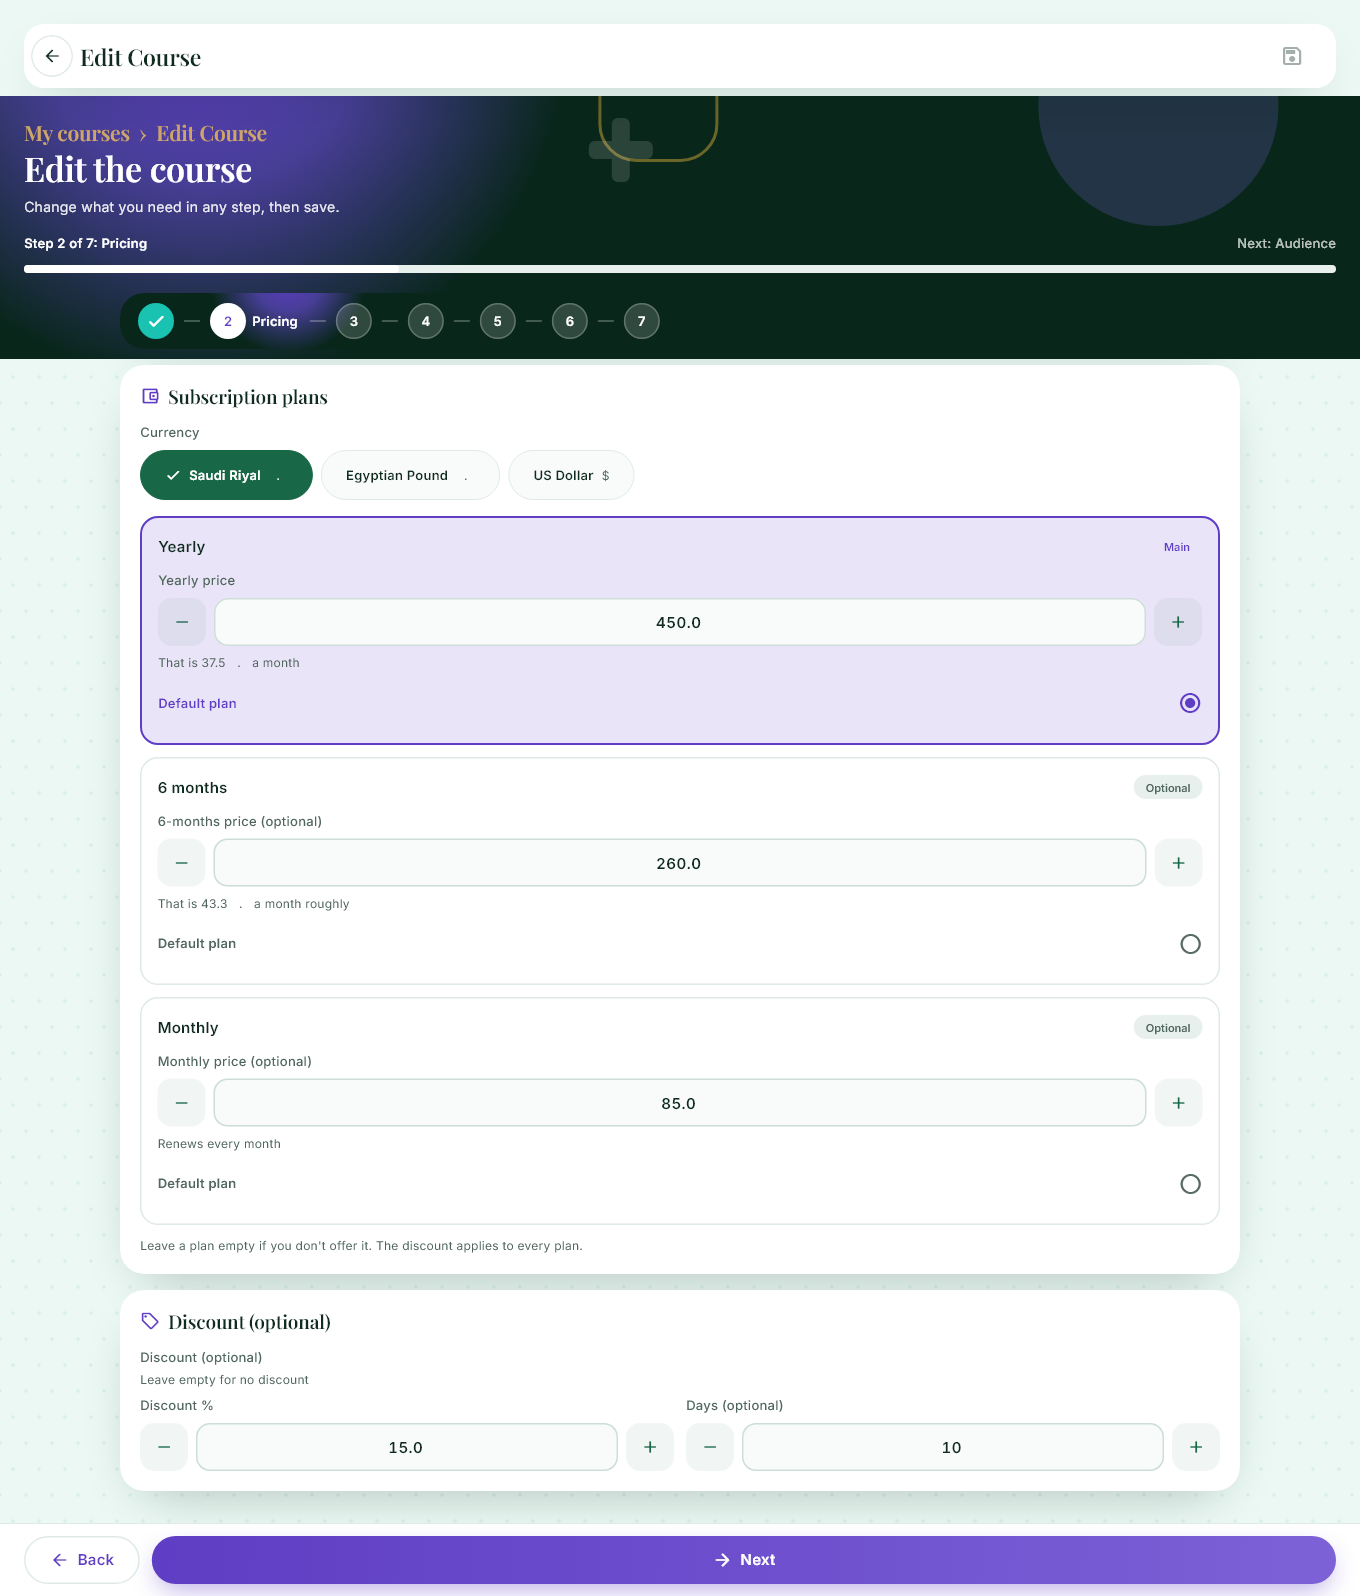 Edit Course
My courses › Edit Course
Edit the course
Change what you need in any step, then save.
Step 2 of 7: Pricing
Next: Audience
2 Pricing 3 4 5 6 7
Subscription plans
Currency
Saudi Riyal .
Egyptian Pound .
US Dollar $
Yearly
Main
Yearly price
450.0
That is 37.5 . a month
Default plan
6 months
Optional
6-months price (optional)
260.0
That is 43.3 . a month roughly
Default plan
Monthly
Optional
Monthly price (optional)
85.0
Renews every month
Default plan
Leave a plan empty if you don't offer it. The discount applies to every plan.
Discount (optional)
Discount (optional)
Leave empty for no discount
Discount %
Days (optional)
15.0
10
Back
Next